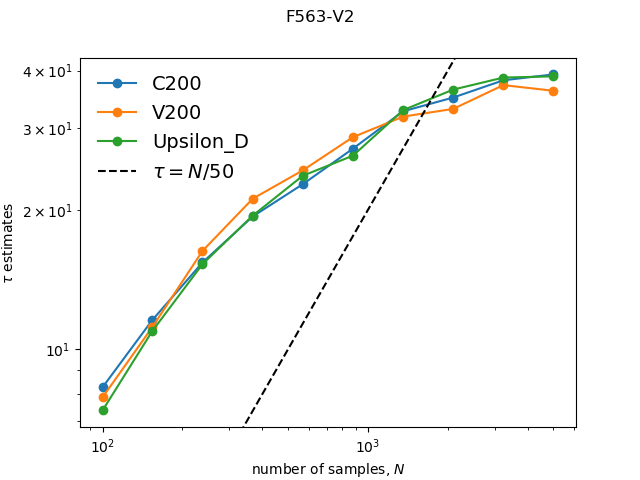 F563-V2
4 × 10¹
3 × 10¹
2 × 10¹
10¹
τ estimates
C200
V200
Upsilon_D
τ = N/50
10²
10³
number of samples, N